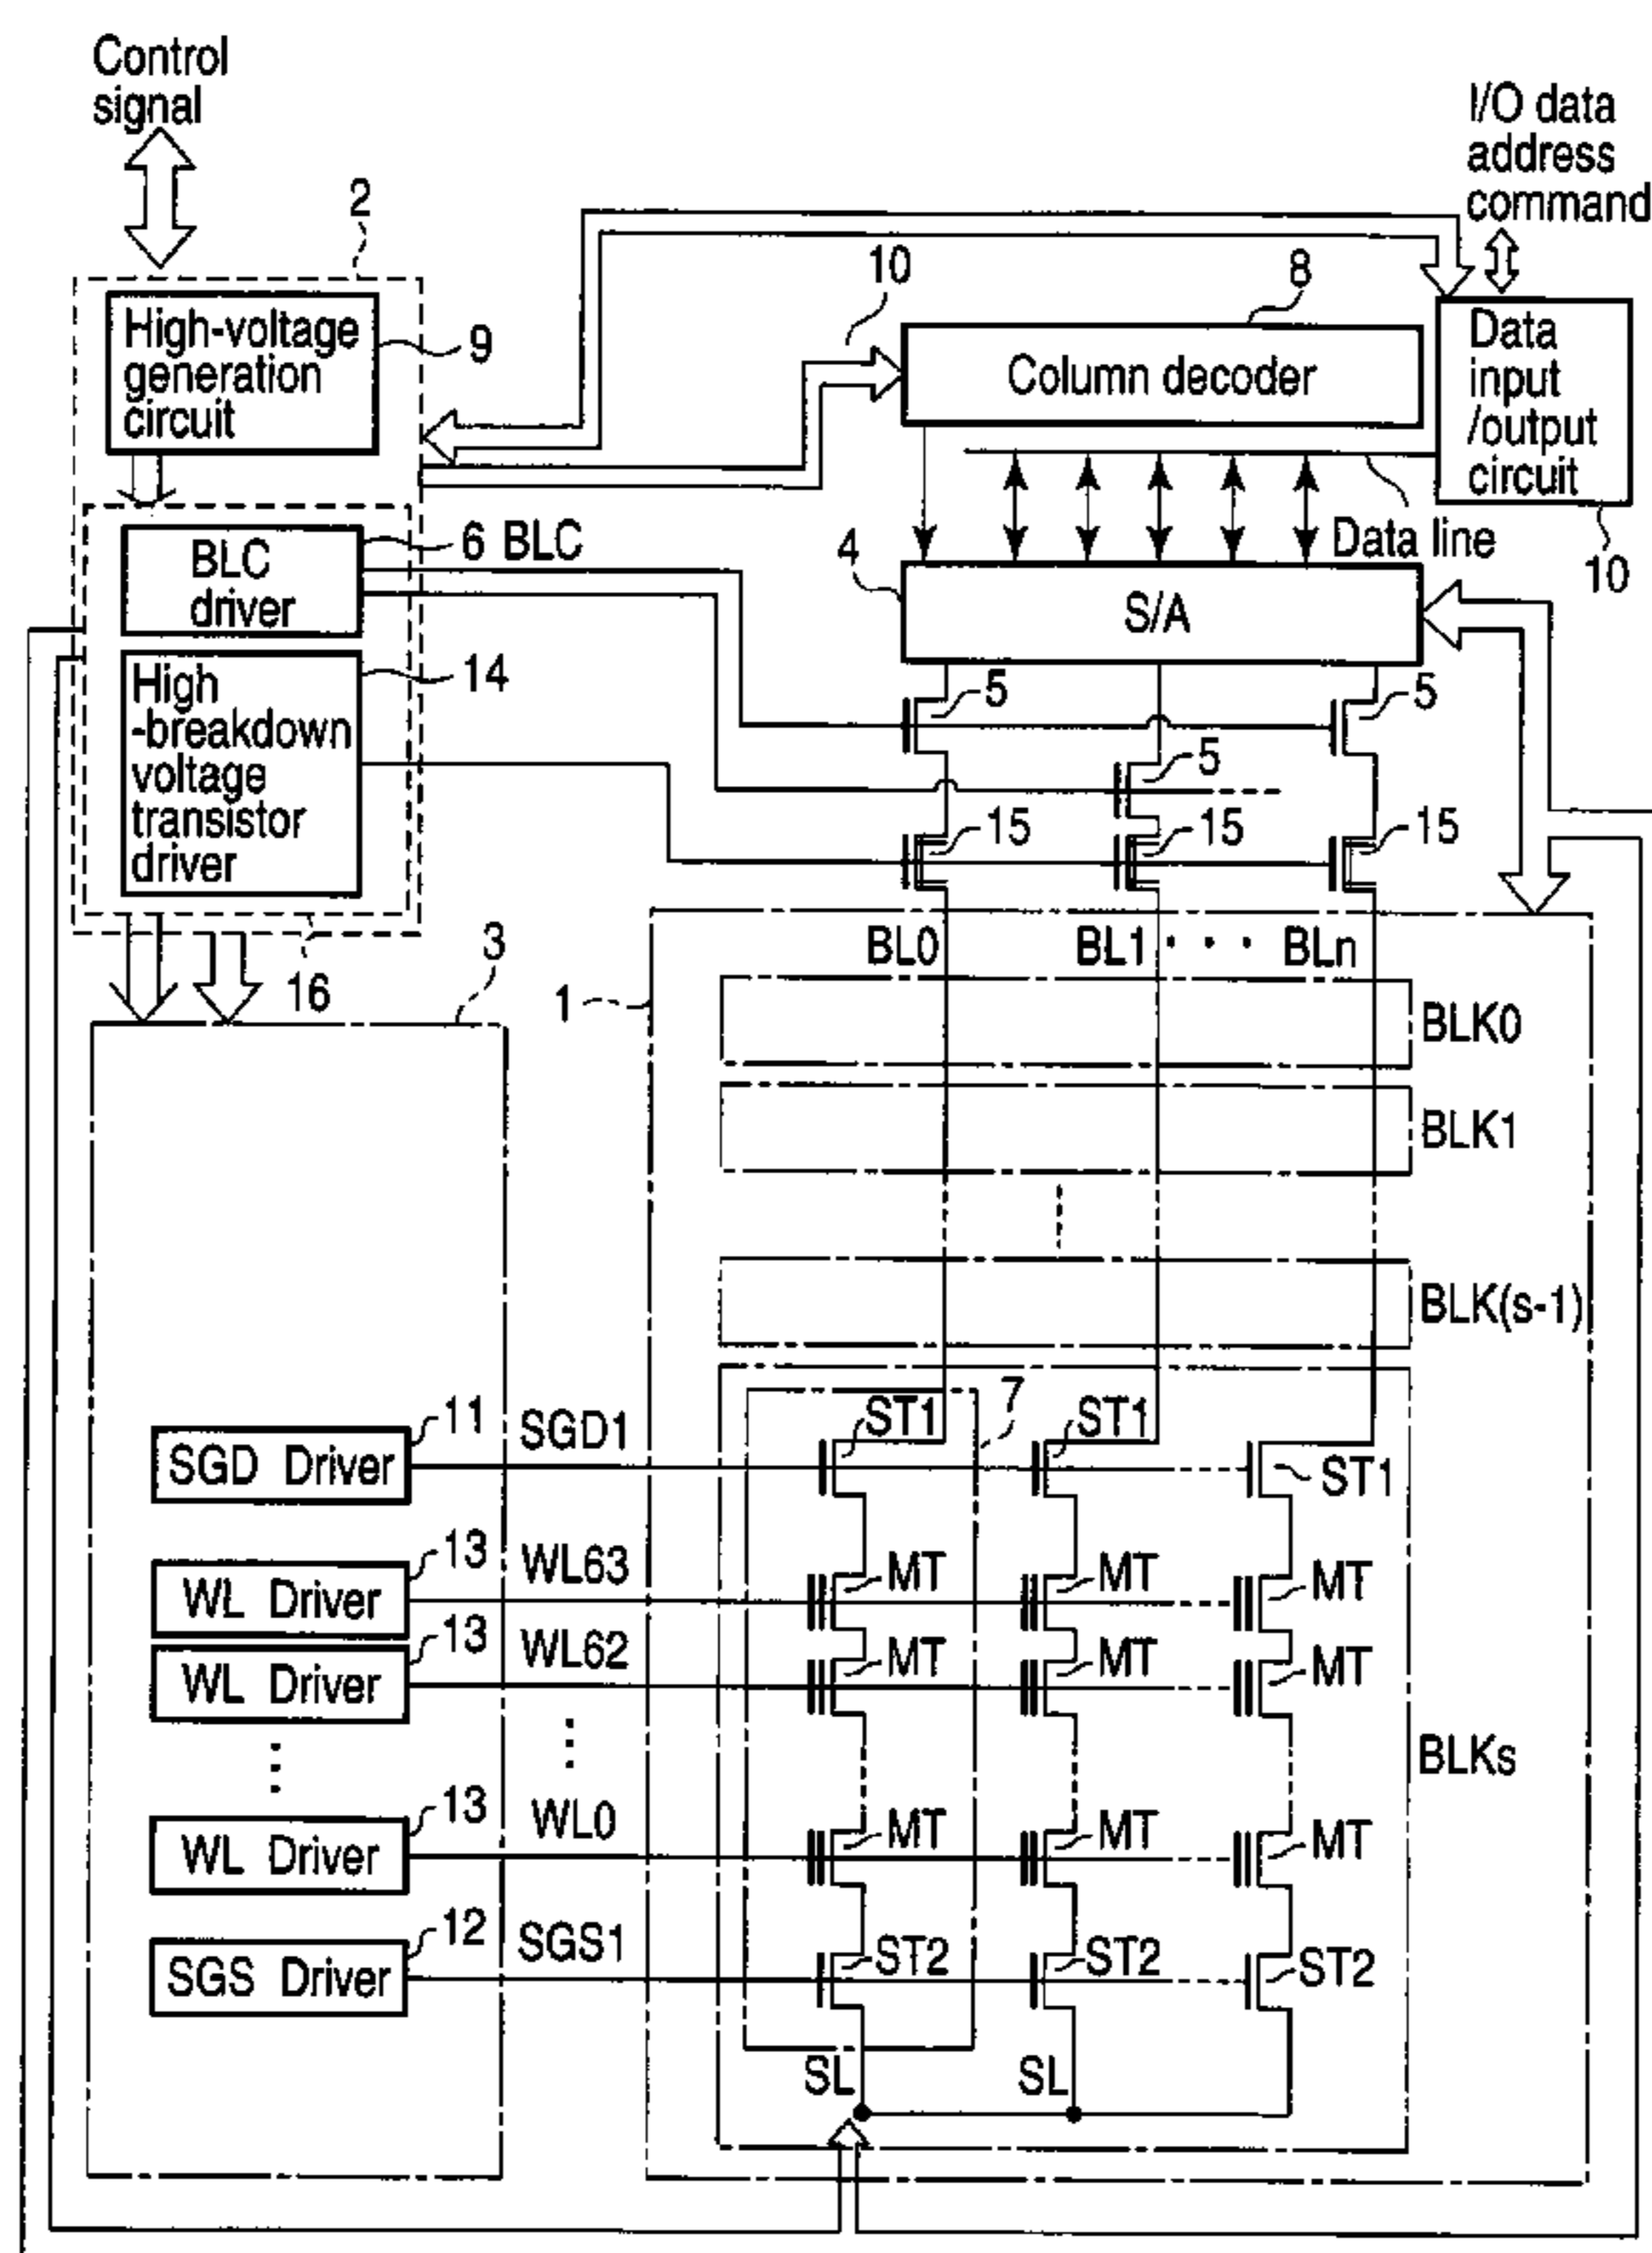 Control
signal
I/O data
address
command
2
10
8
High-voltage
generation
circuit
9
Column decoder
Data
input
/output
circuit
6 BLC
BLC
driver
4
Data line
10
S/A
High
-breakdown
voltage
transistor
driver
14
5
5
5
15
15
15
3
16
1
BL0
BL1 · · · BLn
BLK0
BLK1
BLK(s-1)
7
SGD Driver
11
SGD1
ST1
ST1
ST1
WL Driver
13
WL63
MT
MT
MT
WL Driver
13
WL62
MT
MT
MT
BLKs
WL Driver
13
WL0
MT
MT
MT
SGS Driver
12
SGS1
ST2
ST2
ST2
SL
SL